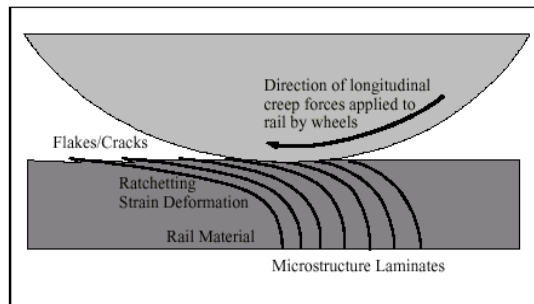 Direction of longitudinal
creep forces applied to
rail by wheels
Flakes/Cracks
Ratchetting
Strain Deformation
Rail Material
Microstructure Laminates